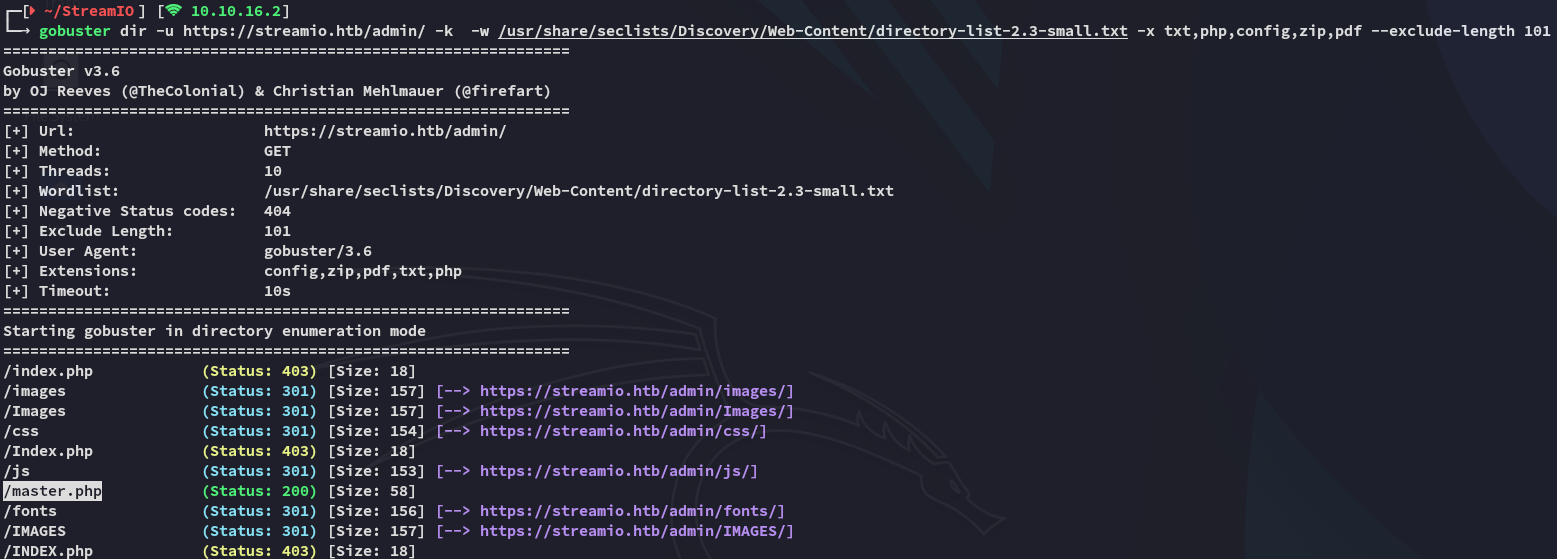 ┌─[ ~/StreamIO ] [ 10.10.16.2]
└─→ gobuster dir -u https://streamio.htb/admin/ -k  -w /usr/share/seclists/Discovery/Web-Content/directory-list-2.3-small.txt -x txt,php,config,zip,pdf --exclude-length 101
===============================================================
Gobuster v3.6
by OJ Reeves (@TheColonial) & Christian Mehlmauer (@firefart)
===============================================================
[+] Url:                     https://streamio.htb/admin/
[+] Method:                  GET
[+] Threads:                 10
[+] Wordlist:                /usr/share/seclists/Discovery/Web-Content/directory-list-2.3-small.txt
[+] Negative Status codes:   404
[+] Exclude Length:          101
[+] User Agent:              gobuster/3.6
[+] Extensions:              config,zip,pdf,txt,php
[+] Timeout:                 10s
===============================================================
Starting gobuster in directory enumeration mode
===============================================================
/index.php            (Status: 403) [Size: 18]
/images               (Status: 301) [Size: 157] [--> https://streamio.htb/admin/images/]
/Images               (Status: 301) [Size: 157] [--> https://streamio.htb/admin/Images/]
/css                  (Status: 301) [Size: 154] [--> https://streamio.htb/admin/css/]
/Index.php            (Status: 403) [Size: 18]
/js                   (Status: 301) [Size: 153] [--> https://streamio.htb/admin/js/]
/master.php           (Status: 200) [Size: 58]
/fonts                (Status: 301) [Size: 156] [--> https://streamio.htb/admin/fonts/]
/IMAGES               (Status: 301) [Size: 157] [--> https://streamio.htb/admin/IMAGES/]
/INDEX.php            (Status: 403) [Size: 18]